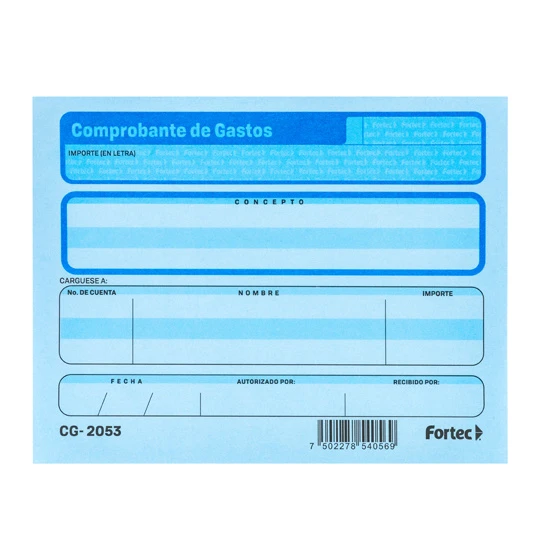 Comprobante de Gastos
IMPORTE (EN LETRA)
CONCEPTO
CARGUESE A:
No. DE CUENTA NOMBRE IMPORTE
FECHA AUTORIZADO POR: RECIBIDO POR:
CG- 2053
7 502278 540569
Fortec